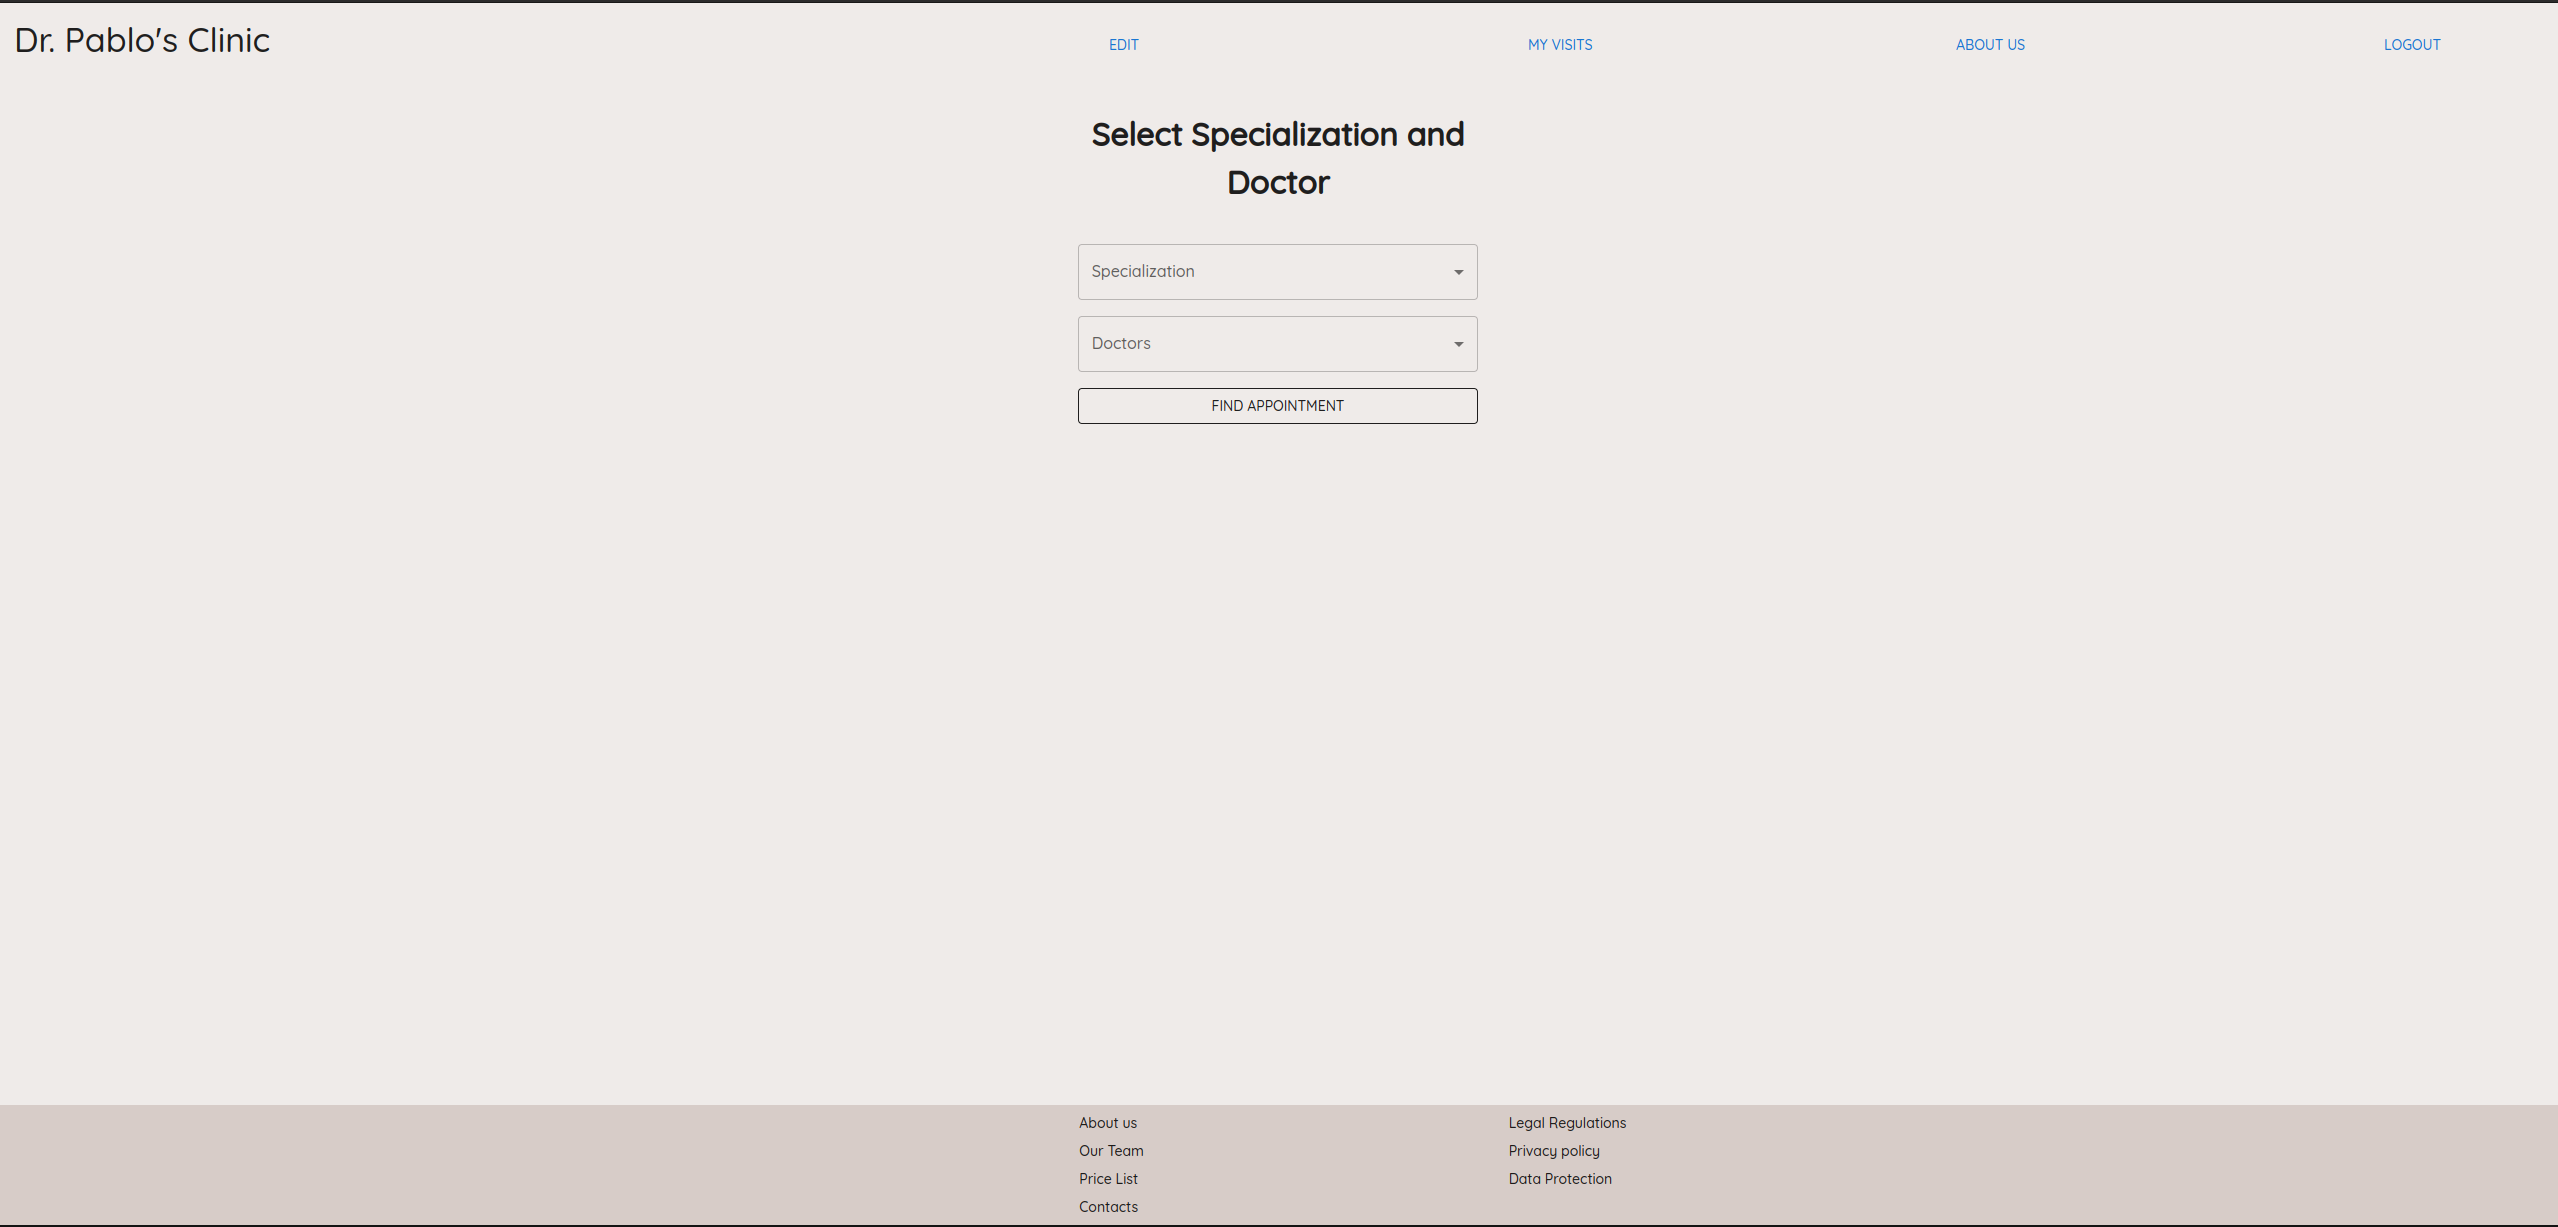 Dr. Pablo's Clinic
EDIT
MY VISITS
ABOUT US
LOGOUT
Select Specialization and
Doctor
Specialization
Doctors
FIND APPOINTMENT
About us
Our Team
Price List
Contacts
Legal Regulations
Privacy policy
Data Protection